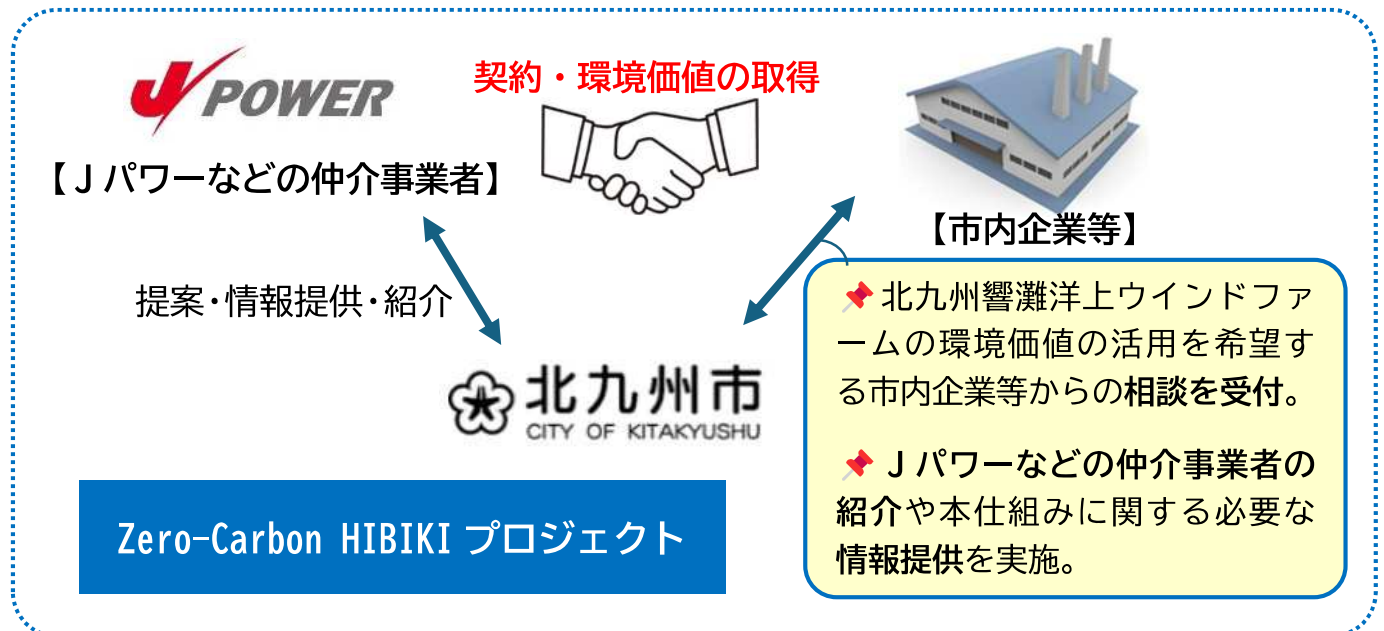 J POWER
契約・環境価値の取得
【Ｊパワーなどの仲介事業者】
【市内企業等】
提案・情報提供・紹介
北九州市
CITY OF KITAKYUSHU
Zero-Carbon HIBIKI プロジェクト
北九州響灘洋上ウインドファ
ームの環境価値の活用を希望す
る市内企業等からの相談を受付。
Ｊパワーなどの仲介事業者の
紹介や本仕組みに関する必要な
情報提供を実施。